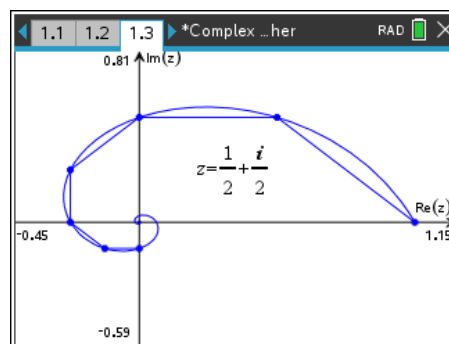 1.1 1.2 1.3 *Complex ...her RAD
0.81 Im(z)
z=1/2+i/2
Re(z)
-0.45 1.15
-0.59